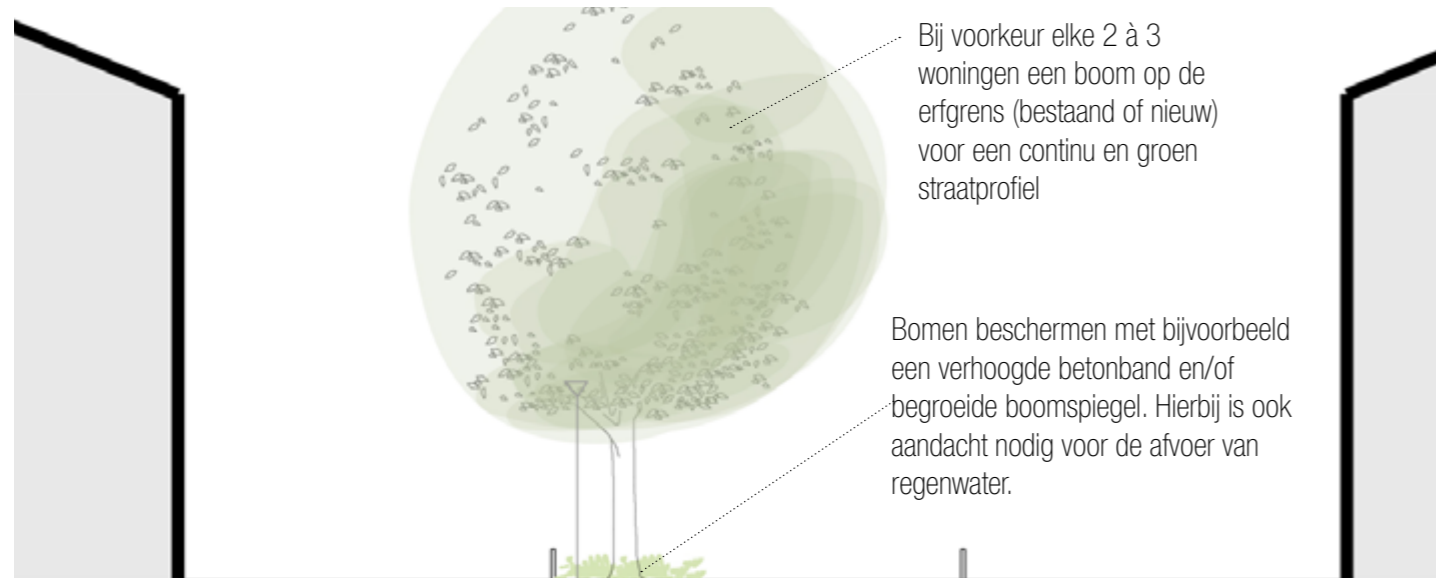 Bij voorkeur elke 2 à 3
woningen een boom op de
erfgrens (bestaand of nieuw)
voor een continu en groen
straatprofiel
Bomen beschermen met bijvoorbeeld
een verhoogde betonband en/of
begroeide boomspiegel. Hierbij is ook
aandacht nodig voor de afvoer van
regenwater.